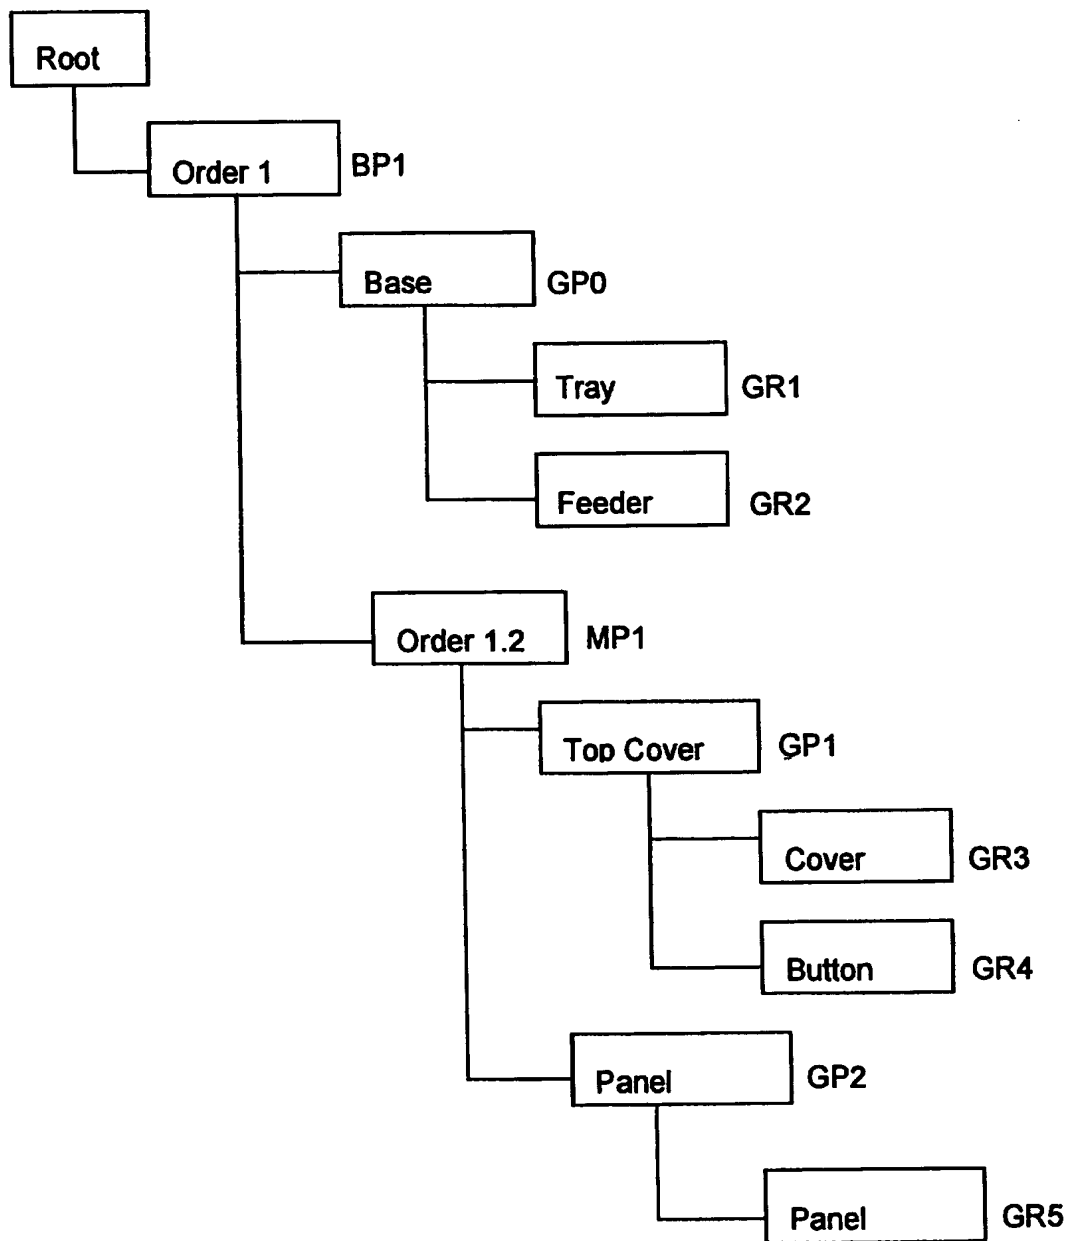 Root
Order 1 BP1
Base GP0
Tray GR1
Feeder GR2
Order 1.2 MP1
Top Cover GP1
Cover GR3
Button GR4
Panel GP2
Panel GR5